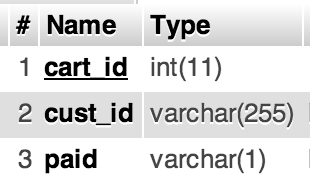 # Name Type
1 cart_id int(11)
2 cust_id varchar(255)
3 paid varchar(1)